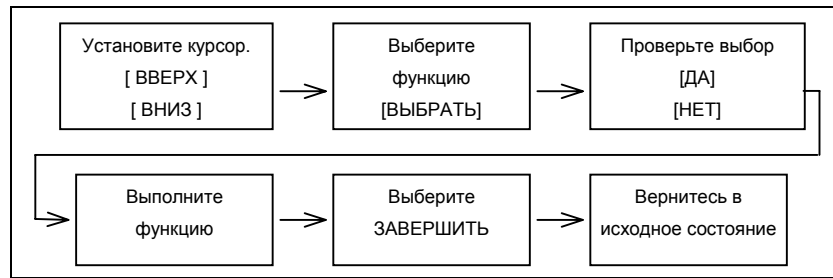 Установите курсор.
[ ВВЕРХ ]
[ ВНИЗ ]
Выберите
функцию
[ВЫБРАТЬ]
Проверьте выбор
[ДА]
[НЕТ]
Выполните
функцию
Выберите
ЗАВЕРШИТЬ
Вернитесь в
исходное состояние